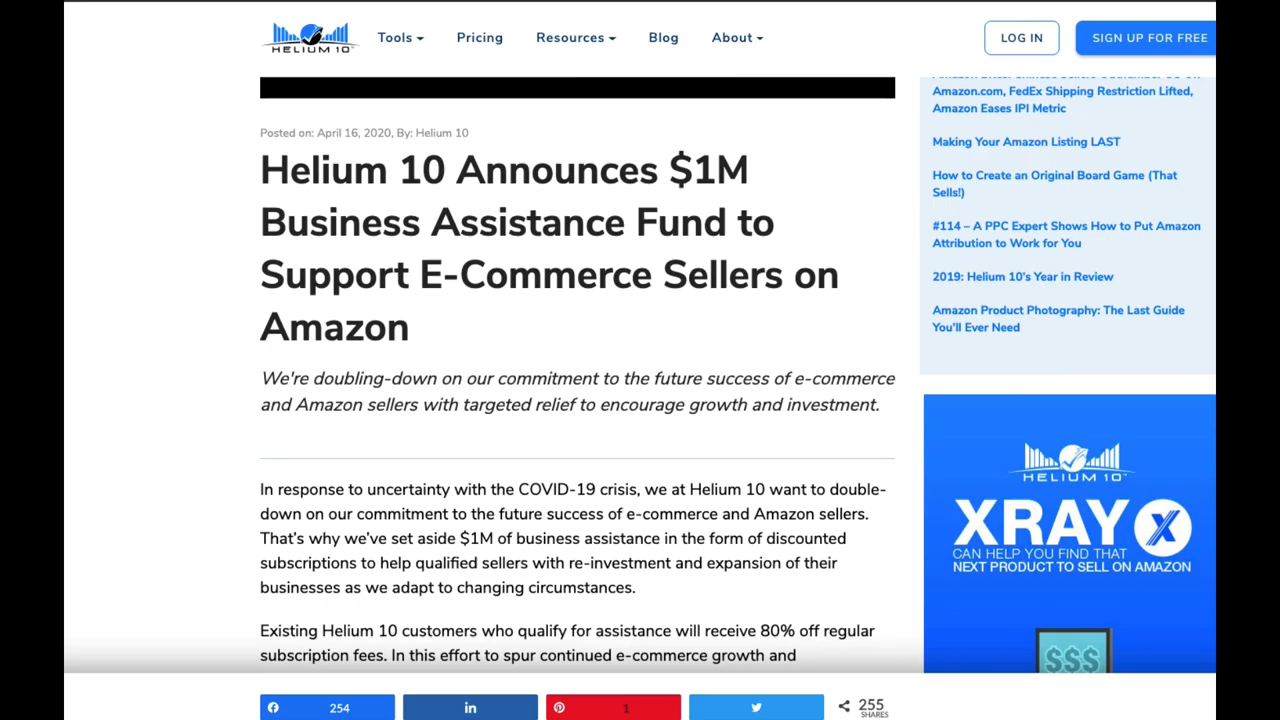 HELIUM 10
Tools
Pricing
Resources
Blog
About
LOG IN
SIGN UP FOR FREE
Posted on: April 16, 2020, By: Helium 10
Helium 10 Announces $1M
Business Assistance Fund to
Support E-Commerce Sellers on
Amazon
We're doubling-down on our commitment to the future success of e-commerce
and Amazon sellers with targeted relief to encourage growth and investment.
In response to uncertainty with the COVID-19 crisis, we at Helium 10 want to double-
down on our commitment to the future success of e-commerce and Amazon sellers.
That's why we've set aside $1M of business assistance in the form of discounted
subscriptions to help qualified sellers with re-investment and expansion of their
businesses as we adapt to changing circumstances.
Existing Helium 10 customers who qualify for assistance will receive 80% off regular
subscription fees. In this effort to spur continued e-commerce growth and
254
1
255
SHARES
Amazon.com, FedEx Shipping Restriction Lifted,
Amazon Eases IPI Metric
Making Your Amazon Listing LAST
How to Create an Original Board Game (That
Sells!)
#114 – A PPC Expert Shows How to Put Amazon
Attribution to Work for You
2019: Helium 10's Year in Review
Amazon Product Photography: The Last Guide
You'll Ever Need
HELIUM 10
XRAY X
CAN HELP YOU FIND THAT
NEXT PRODUCT TO SELL ON AMAZON
$$$